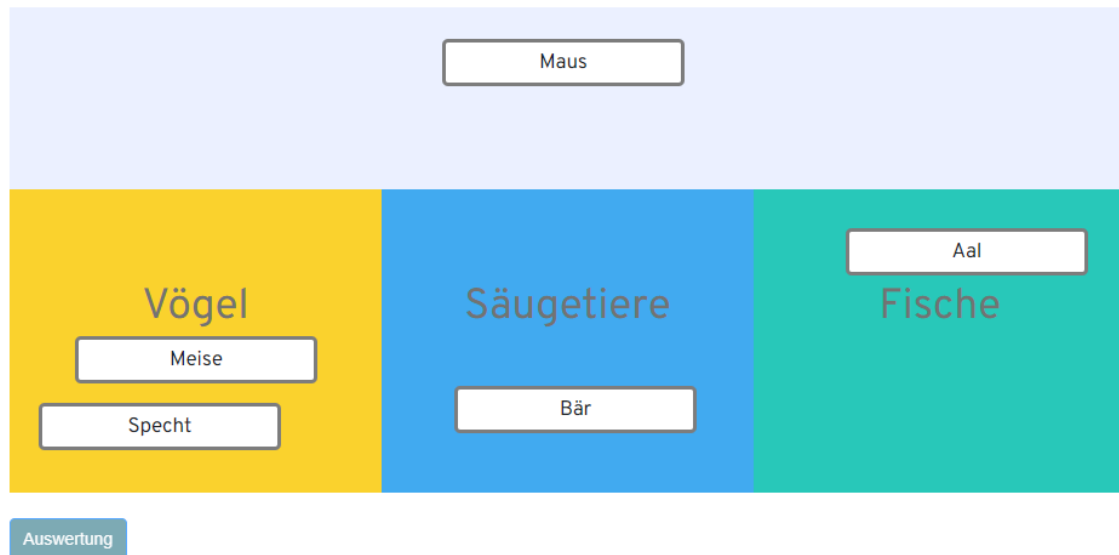 Maus
Aal
Vögel
Säugetiere
Fische
Meise
Bär
Specht
Auswertung